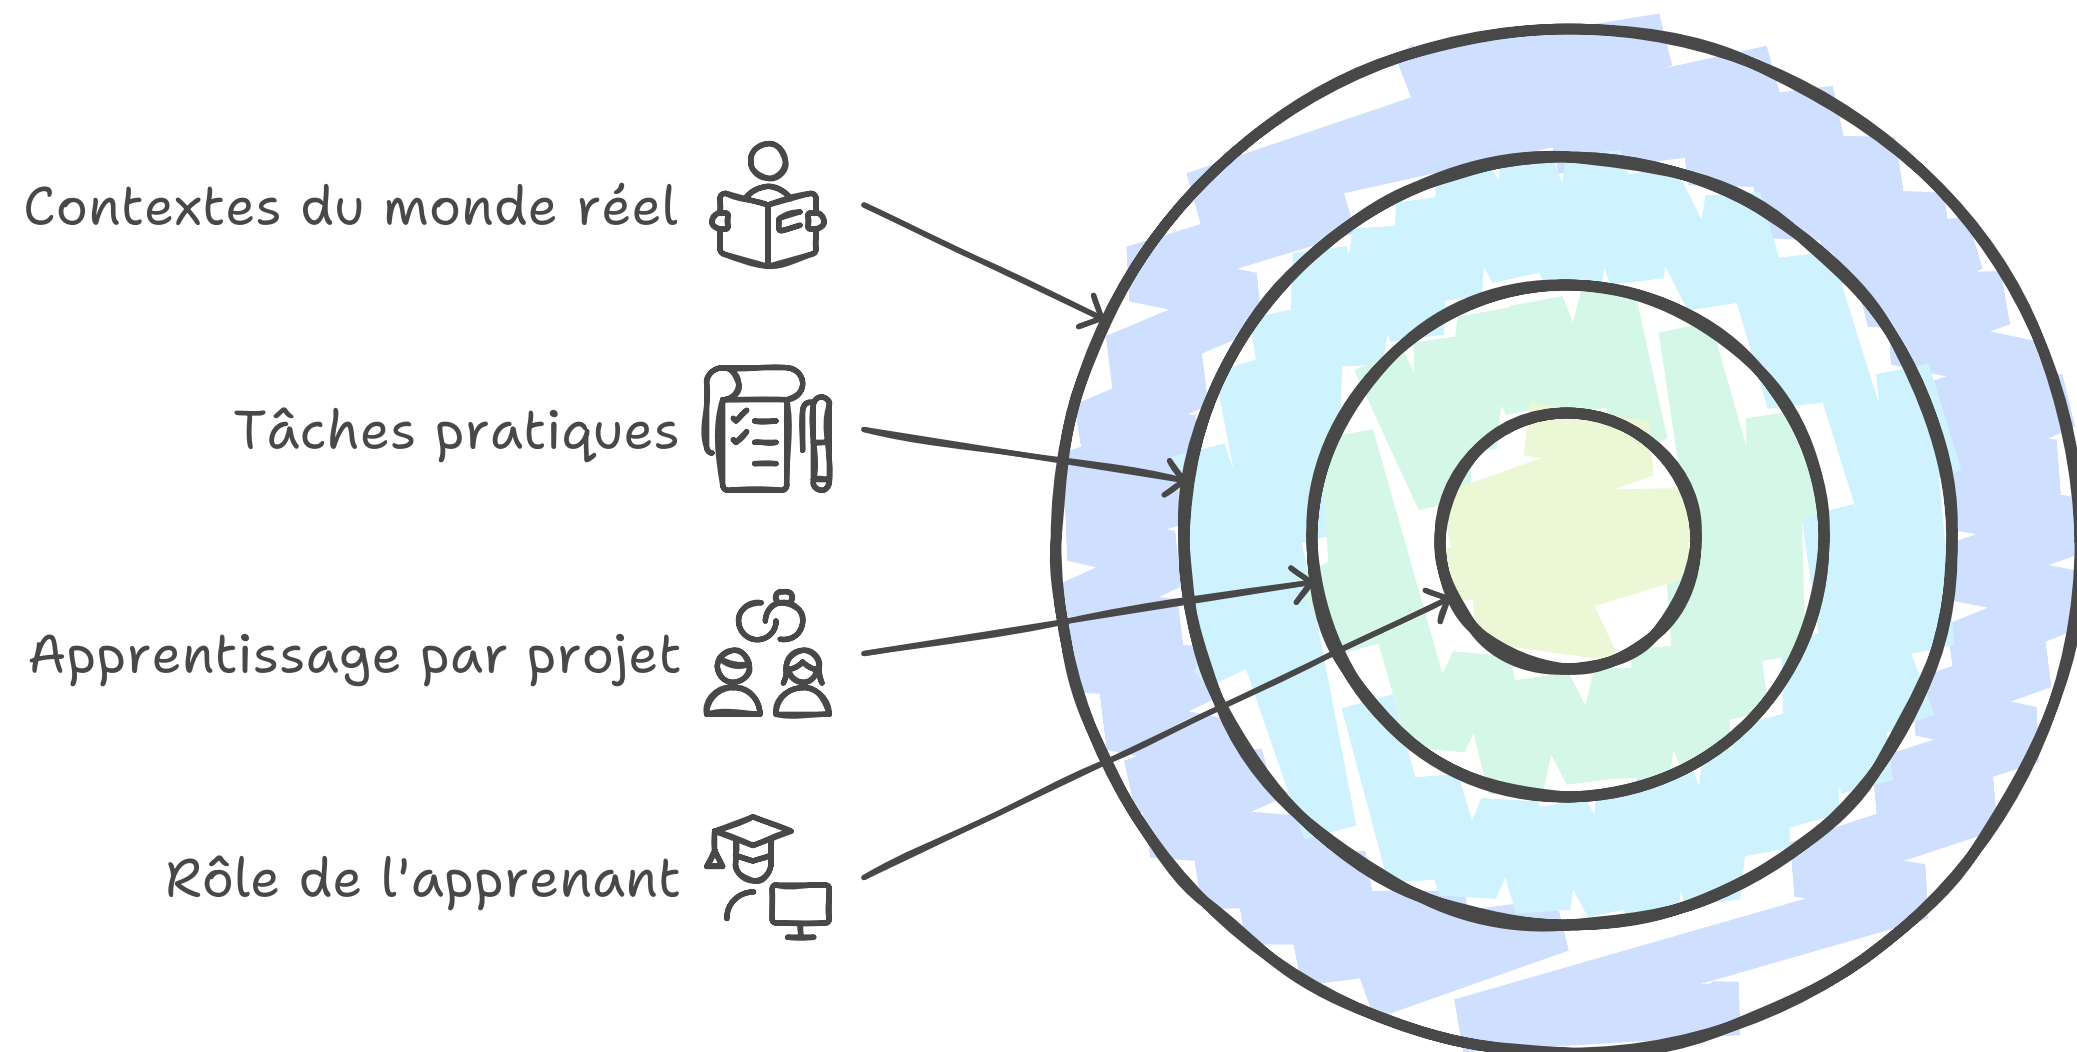 Contextes du monde réel
Tâches pratiques
Apprentissage par projet
Rôle de l'apprenant